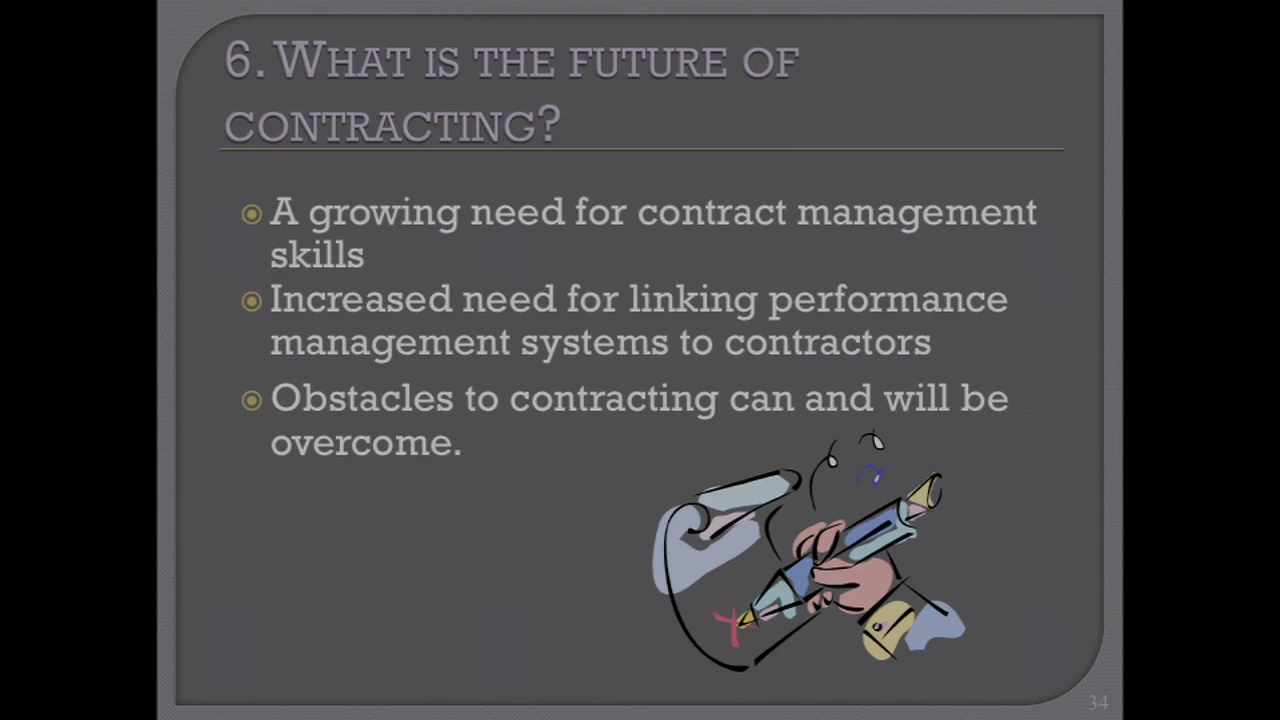 6. What is the future of
contracting?
A growing need for contract management
skills
Increased need for linking performance
management systems to contractors
Obstacles to contracting can and will be
overcome.
34